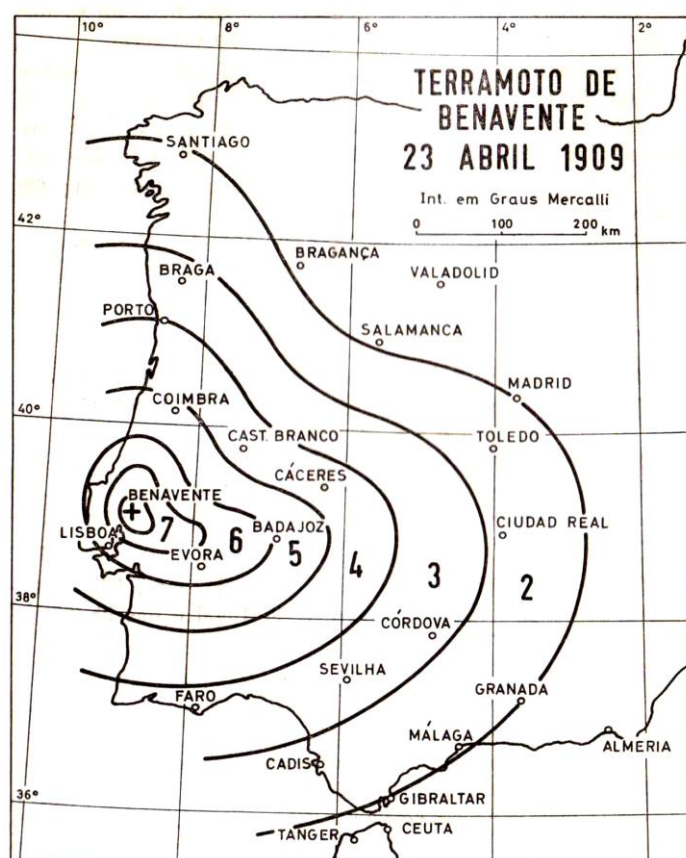 10°
8°
6°
4°
TERRAMOTO DE
BENAVENTE
23 ABRIL 1909
Int. em Graus Mercalli
0 100 200 km
SANTIAGO
42°
BRAGANÇA
BRAGA
VALADOLID
PORTO
SALAMANCA
MADRID
COIMBRA
40°
CAST. BRANCO
TOLEDO
CÁCERES
BENAVENTE
LISBOA
7
6
BADAJOZ
CIUDAD REAL
EVORA
5
4
3
2
38°
CÓRDOVA
SEVILHA
FARO
GRANADA
MÁLAGA
ALMERIA
CADIS
36°
GIBRALTAR
TANGER
CEUTA